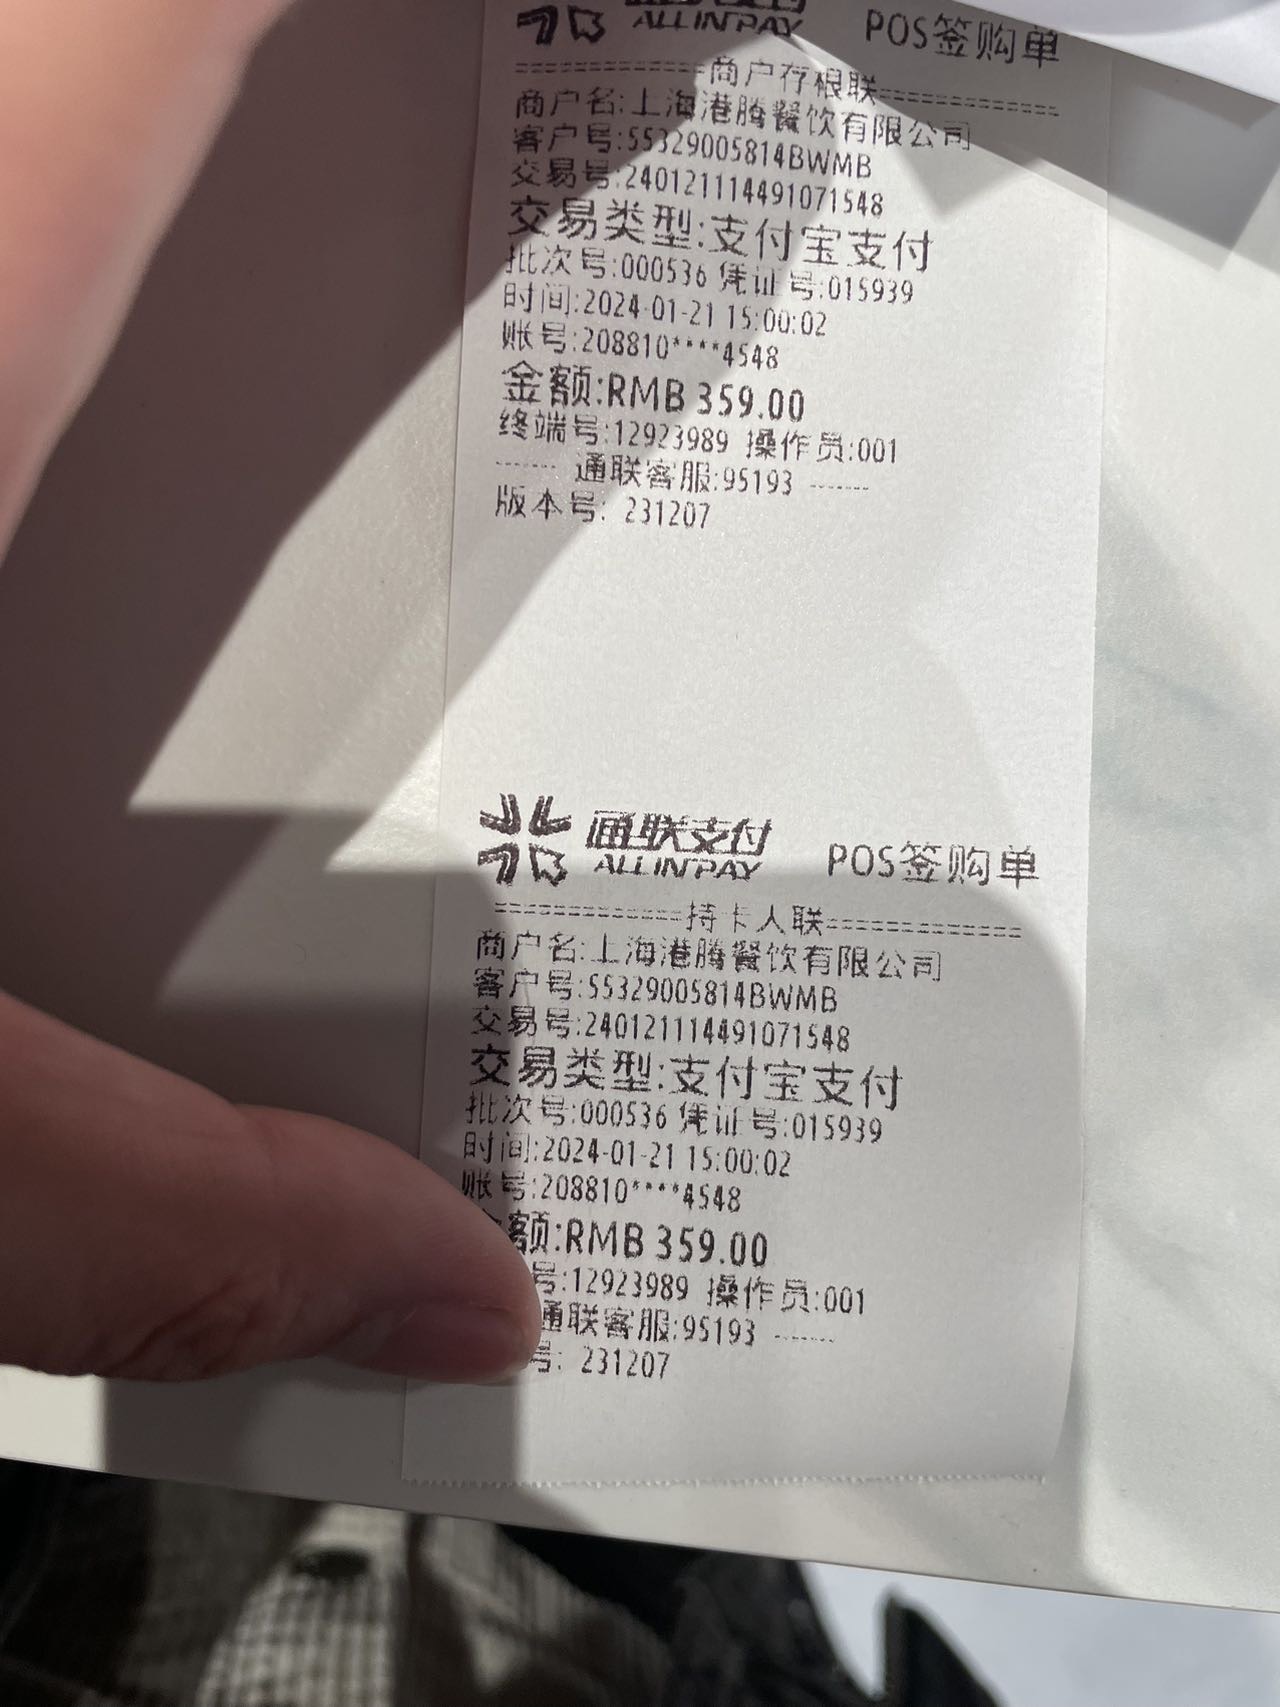 ALLINPAY POS签购单
============商户存根联============
商户名:上海港腾餐饮有限公司
客户号:55329005814BWMB
交易号:240121114491071548
交易类型:支付宝支付
批次号:000536 凭证号:015939
时间:2024-01-21 15:00:02
账号:208810****4548
金额:RMB 359.00
终端号:12923989 操作员:001
------ 通联客服:95193 ------
版本号: 231207
通联支付
ALLINPAY POS签购单
============持卡人联============
商户名:上海港腾餐饮有限公司
客户号:55329005814BWMB
交易号:240121114491071548
交易类型:支付宝支付
批次号:000536 凭证号:015939
时间:2024-01-21 15:00:02
账号:208810****4548
额:RMB 359.00
号:12923989 操作员:001
通联客服:95193 ------
号: 231207